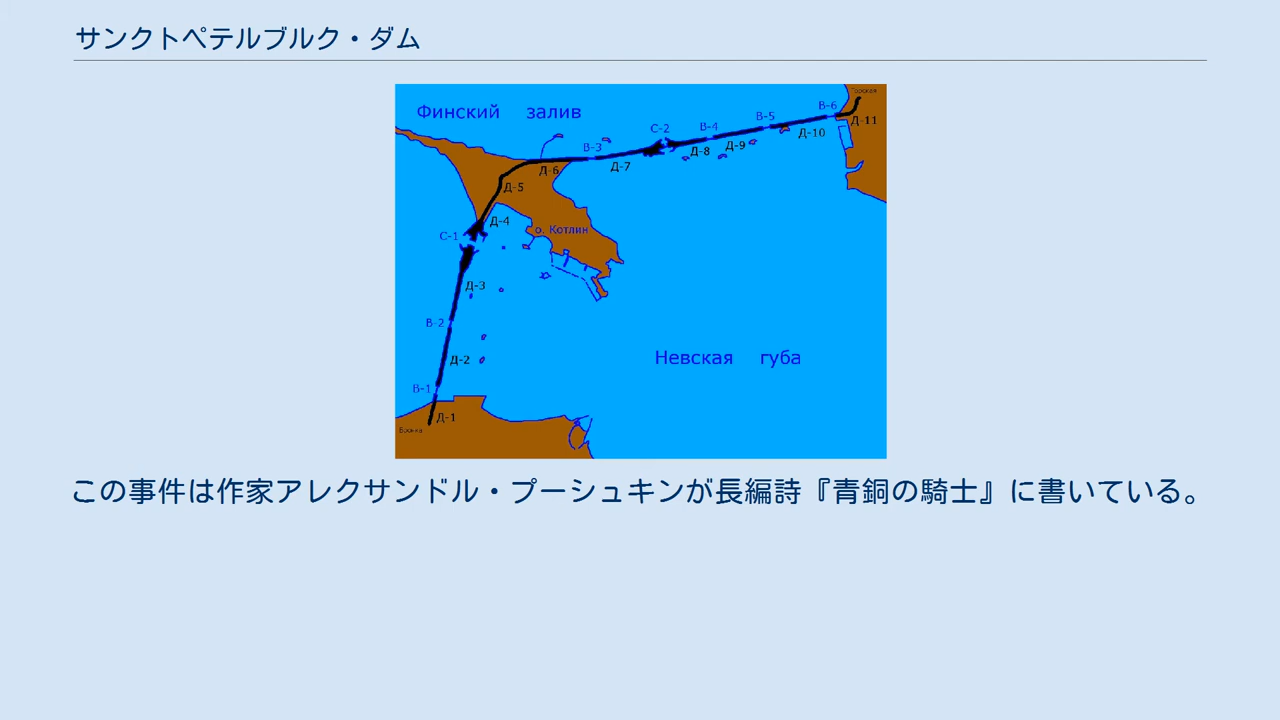 サンクトペテルブルク・ダム
Горская
Финский залив
В-6
В-5
Д-11
С-2
В-4
Д-10
В-3
Д-9
Д-8
Д-7
Д-6
Д-5
Д-4
о. Котлин
С-1
Д-3
В-2
Невская губа
Д-2
В-1
Д-1
Бронка
この事件は作家アレクサンドル・プーシュキンが長編詩『青銅の騎士』に書いている。